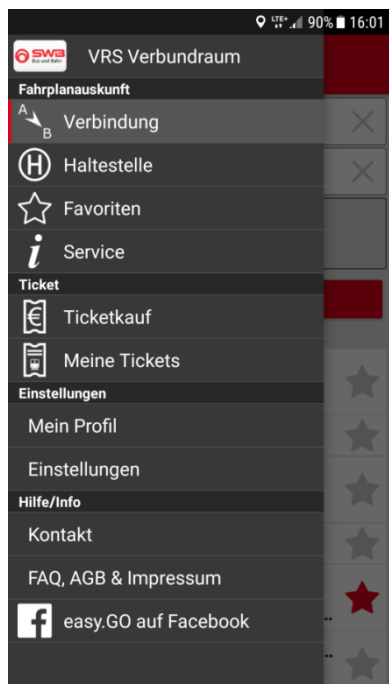 LTE+ 90% 16:01
SWB
Bus und Bahn
VRS Verbundraum
Fahrplanauskunft
A
B
Verbindung
H
Haltestelle
Favoriten
i
Service
Ticket
€
Ticketkauf
Meine Tickets
Einstellungen
Mein Profil
Einstellungen
Hilfe/Info
Kontakt
FAQ, AGB & Impressum
f
easy.GO auf Facebook
..
..